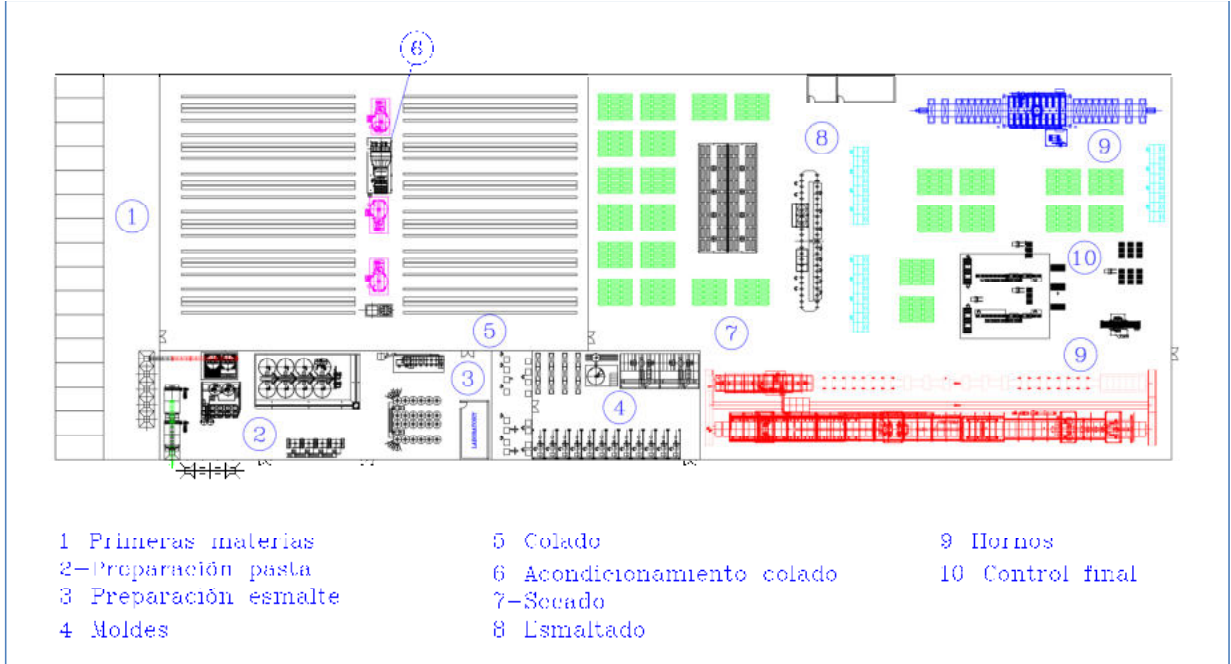 6
1
8
9
10
5
7
9
3
4
2
LABORATORY
1 Primeras materias
2-Preparación pasta
3 Preparación esmalte
4 Moldes
5 Colado
6 Acondicionamiento colado
7-Secado
8 Esmaltado
9 Hornos
10 Control final